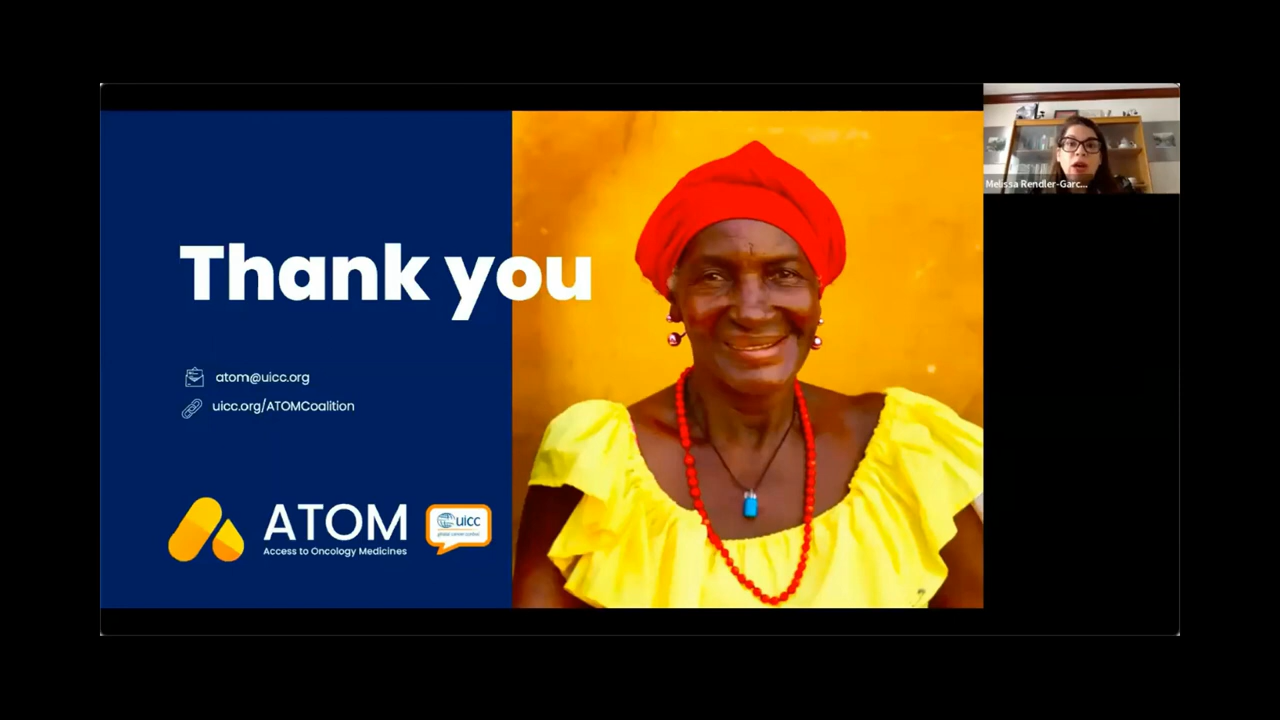 Thank you
atom@uicc.org
uicc.org/ATOMCoalition
ATOM
Access to Oncology Medicines
uicc
global cancer control
Melissa Rendler-Garc...